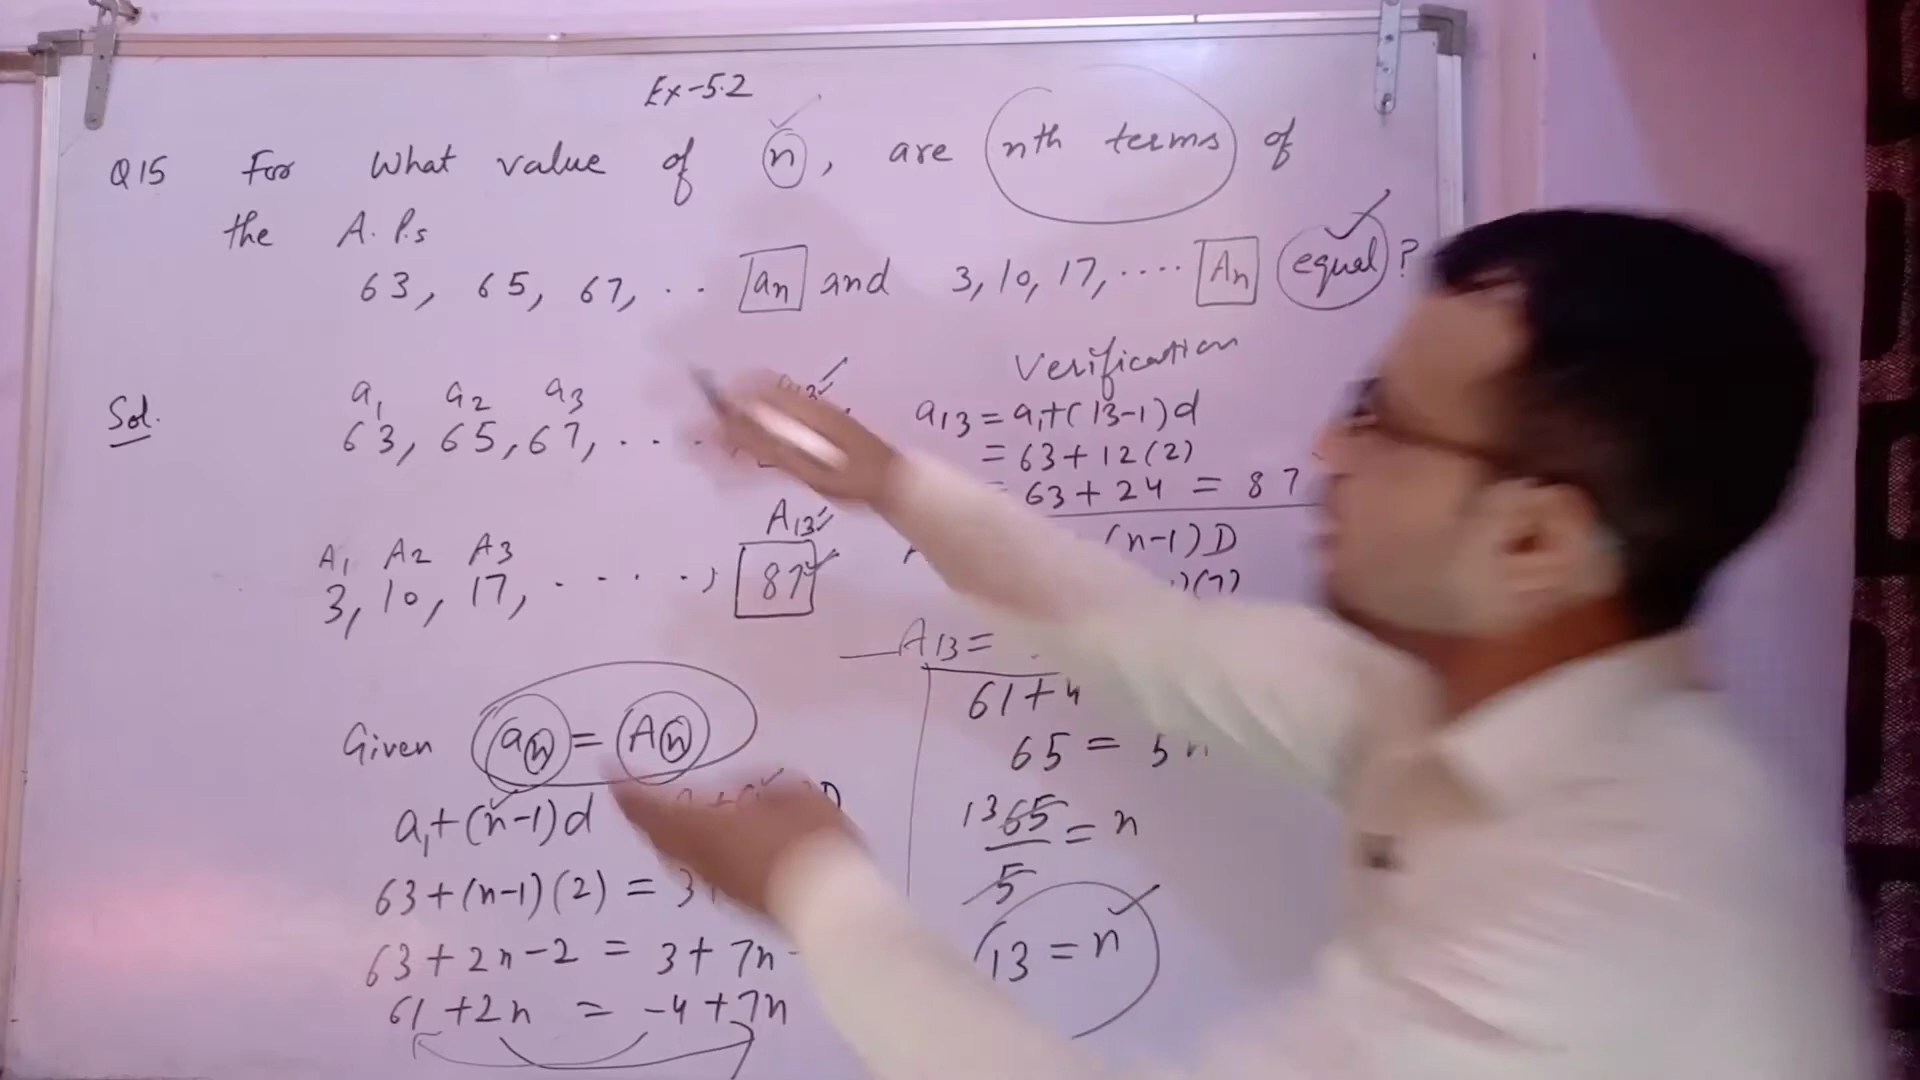 Ex-5.2
Q15 For What value of n, are nth terms of
the A.P.s
63, 65, 67, ·· an and 3, 10, 17, ···· An equal?
Sol.
a1 a2 a3
63, 65, 67, ···
A13
A1 A2 A3
3, 10, 17, ····, 87
Given an = An
a1+(n-1)d
63+(n-1)(2) = 3
63+2n-2 = 3+7n-
61+2n = -4+7n
Verification
a13 = a1+(13-1)d
= 63+12(2)
= 63+24 = 87
(n-1)D
)(7)
A13=
61+4
65 = 5n
13 65/5 = n
13 = n